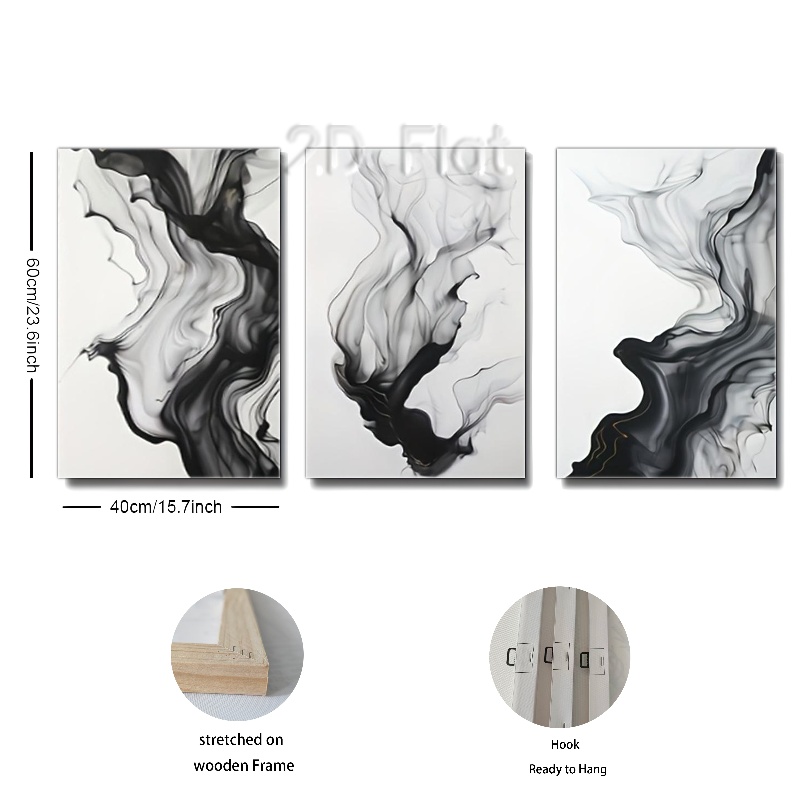 2D Flat
60cm/23.6inch
40cm/15.7inch
stretched on
wooden Frame
Hook
Ready to Hang